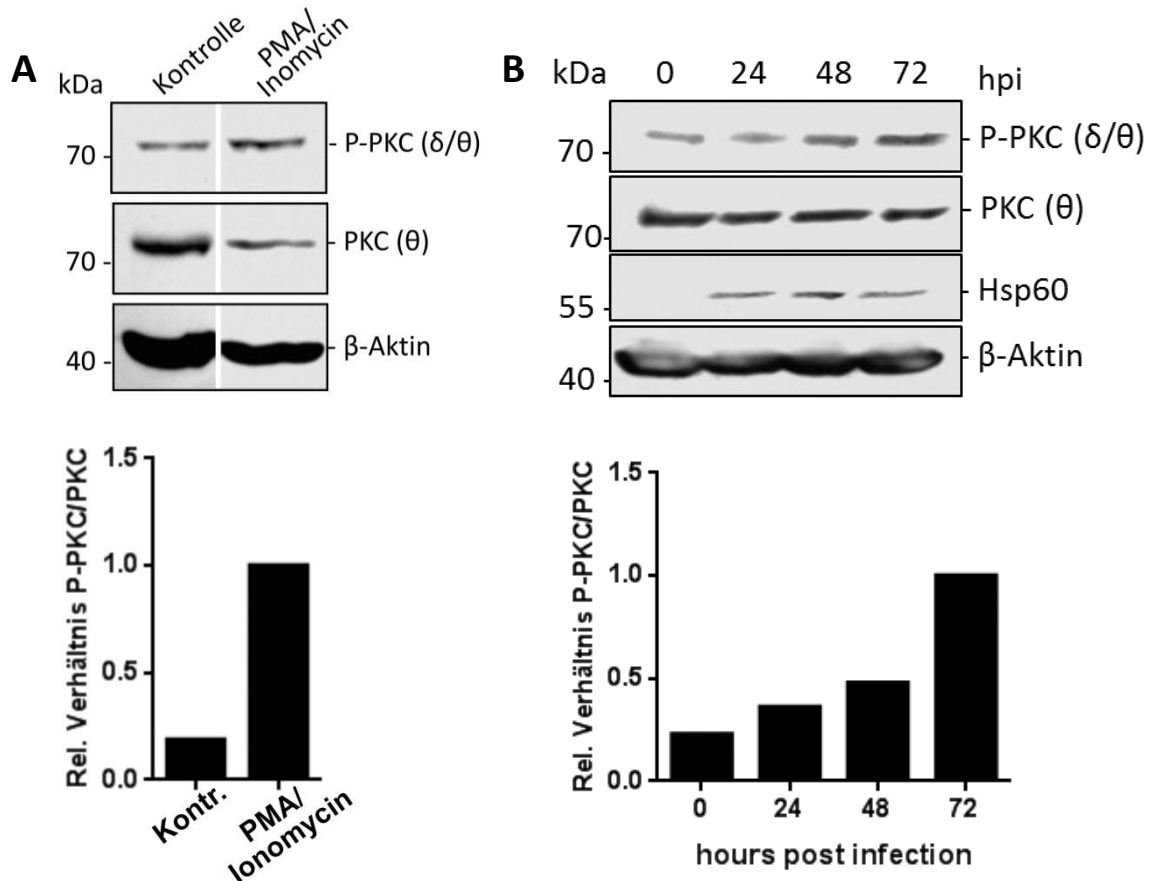 A
kDa
Kontrolle
PMA/
Inomycin
70
P-PKC (δ/θ)
70
PKC (θ)
40
β-Aktin
Rel. Verhältnis P-PKC/PKC
1.5
1.0
0.5
0.0
Kontr.
PMA/
Ionomycin
B
kDa
0 24 48 72 hpi
70
P-PKC (δ/θ)
70
PKC (θ)
55
Hsp60
40
β-Aktin
Rel. Verhältnis P-PKC/PKC
1.5
1.0
0.5
0.0
0 24 48 72
hours post infection